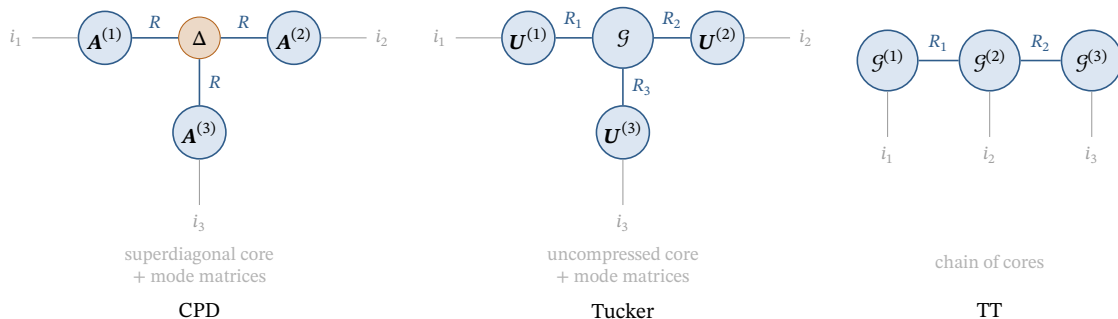 i₁ A⁽¹⁾ R Δ R A⁽²⁾ i₂
R
A⁽³⁾
i₃
superdiagonal core
+ mode matrices
CPD
i₁ U⁽¹⁾ R₁ 𝒢 R₂ U⁽²⁾ i₂
R₃
U⁽³⁾
i₃
uncompressed core
+ mode matrices
Tucker
𝒢⁽¹⁾ R₁ 𝒢⁽²⁾ R₂ 𝒢⁽³⁾
i₁ i₂ i₃
chain of cores
TT